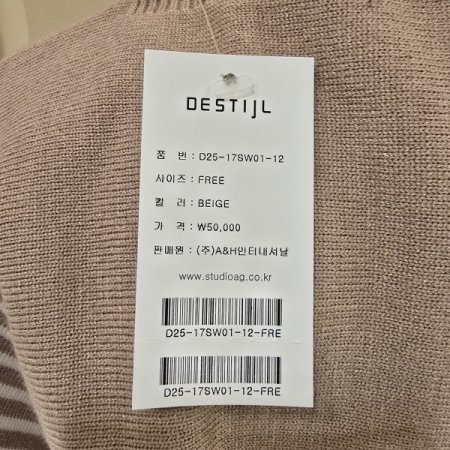 DESTIJL
품 번 : D25-17SW01-12
사이즈 : FREE
컬 러 : BEIGE
가 격 : ₩50,000
판매원 : (주)A&H인터내셔날
www.studioag.co.kr
D25-17SW01-12-FRE
D25-17SW01-12-FRE